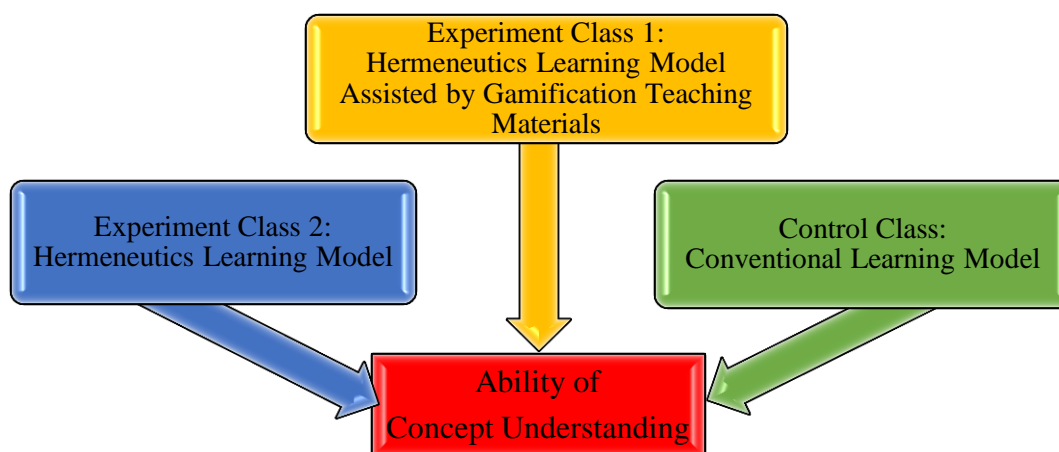 Experiment Class 1:
Hermeneutics Learning Model
Assisted by Gamification Teaching
Materials
Experiment Class 2:
Hermeneutics Learning Model
Control Class:
Conventional Learning Model
Ability of
Concept Understanding